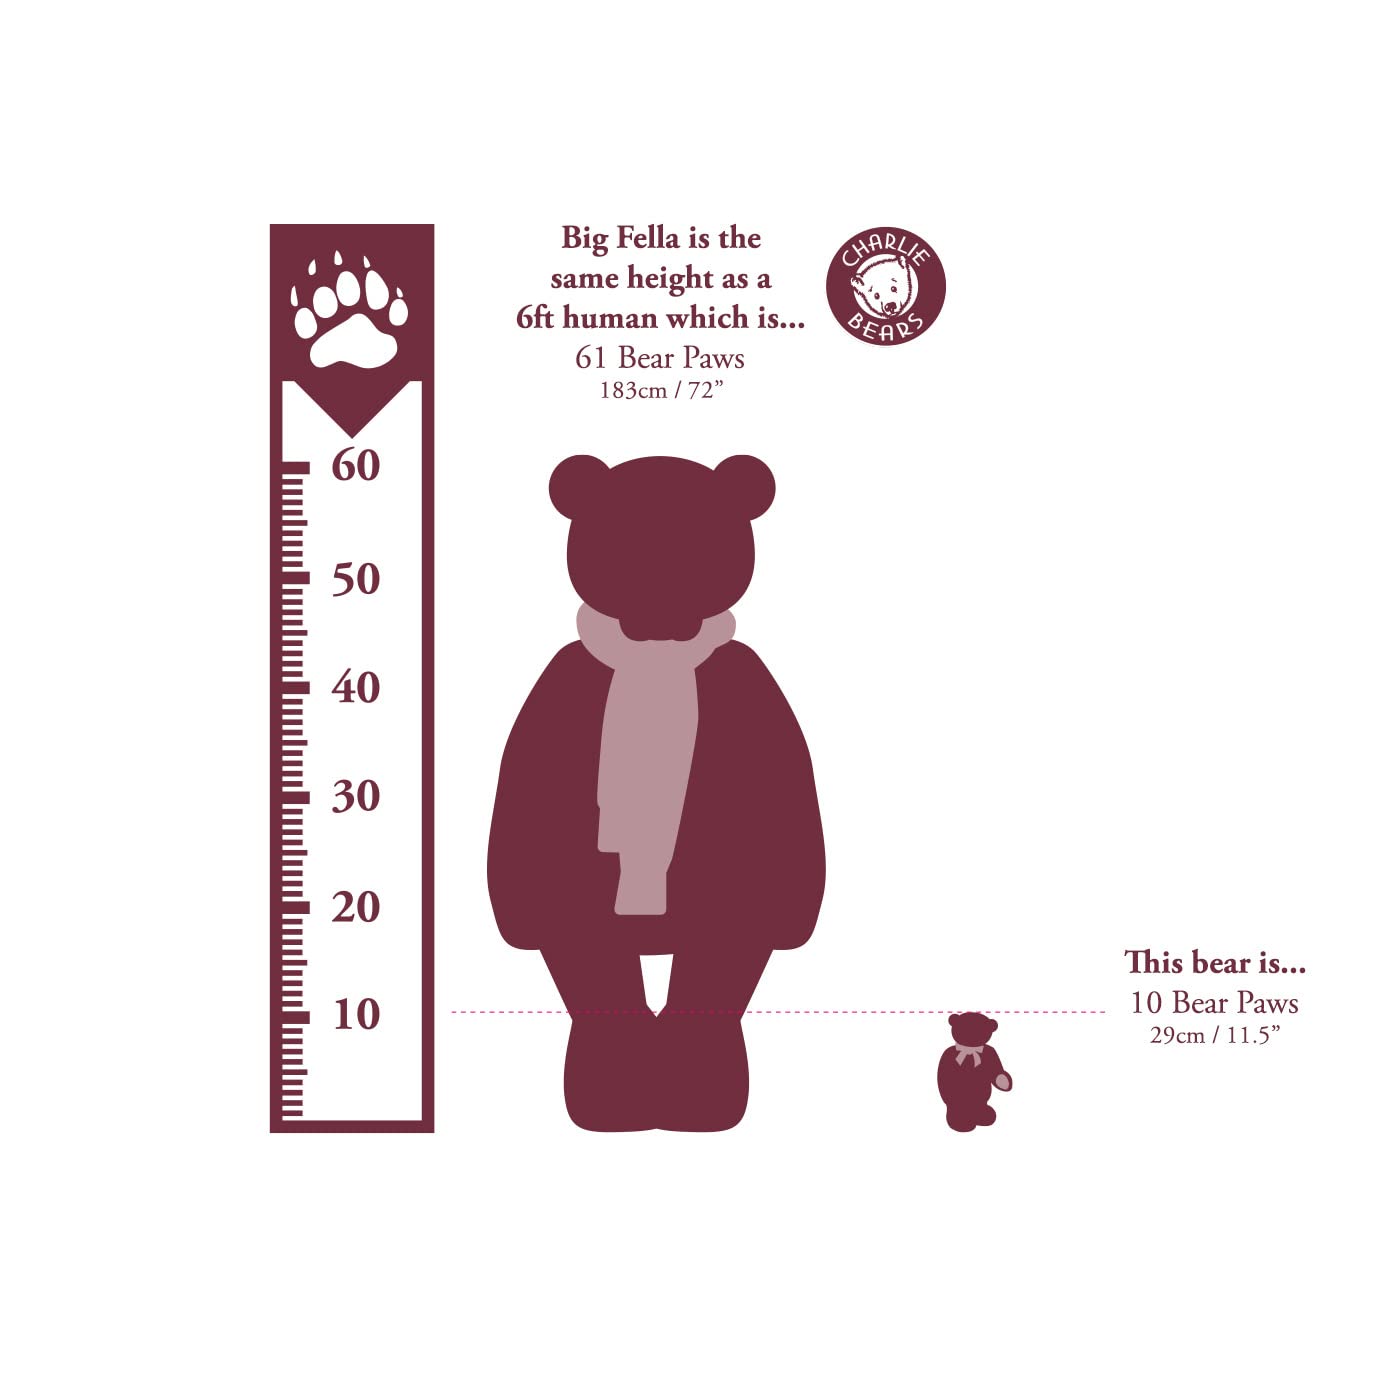 Big Fella is the
same height as a
6ft human which is...
61 Bear Paws
183cm / 72”
CHARLIE
BEARS
60
50
40
30
20
10
This bear is...
10 Bear Paws
29cm / 11.5”